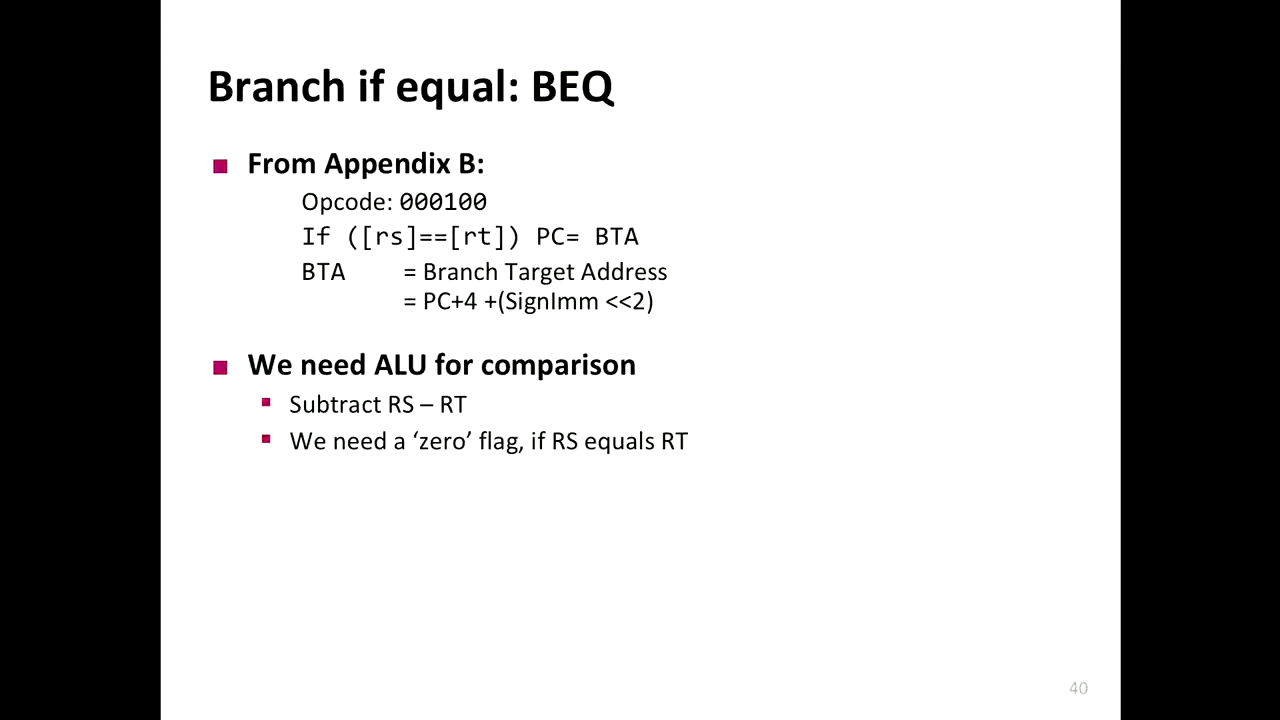 Branch if equal: BEQ
From Appendix B:
Opcode: 000100
If ([rs]==[rt]) PC= BTA
BTA = Branch Target Address
= PC+4 +(SignImm <<2)
We need ALU for comparison
Subtract RS – RT
We need a ‘zero’ flag, if RS equals RT
40